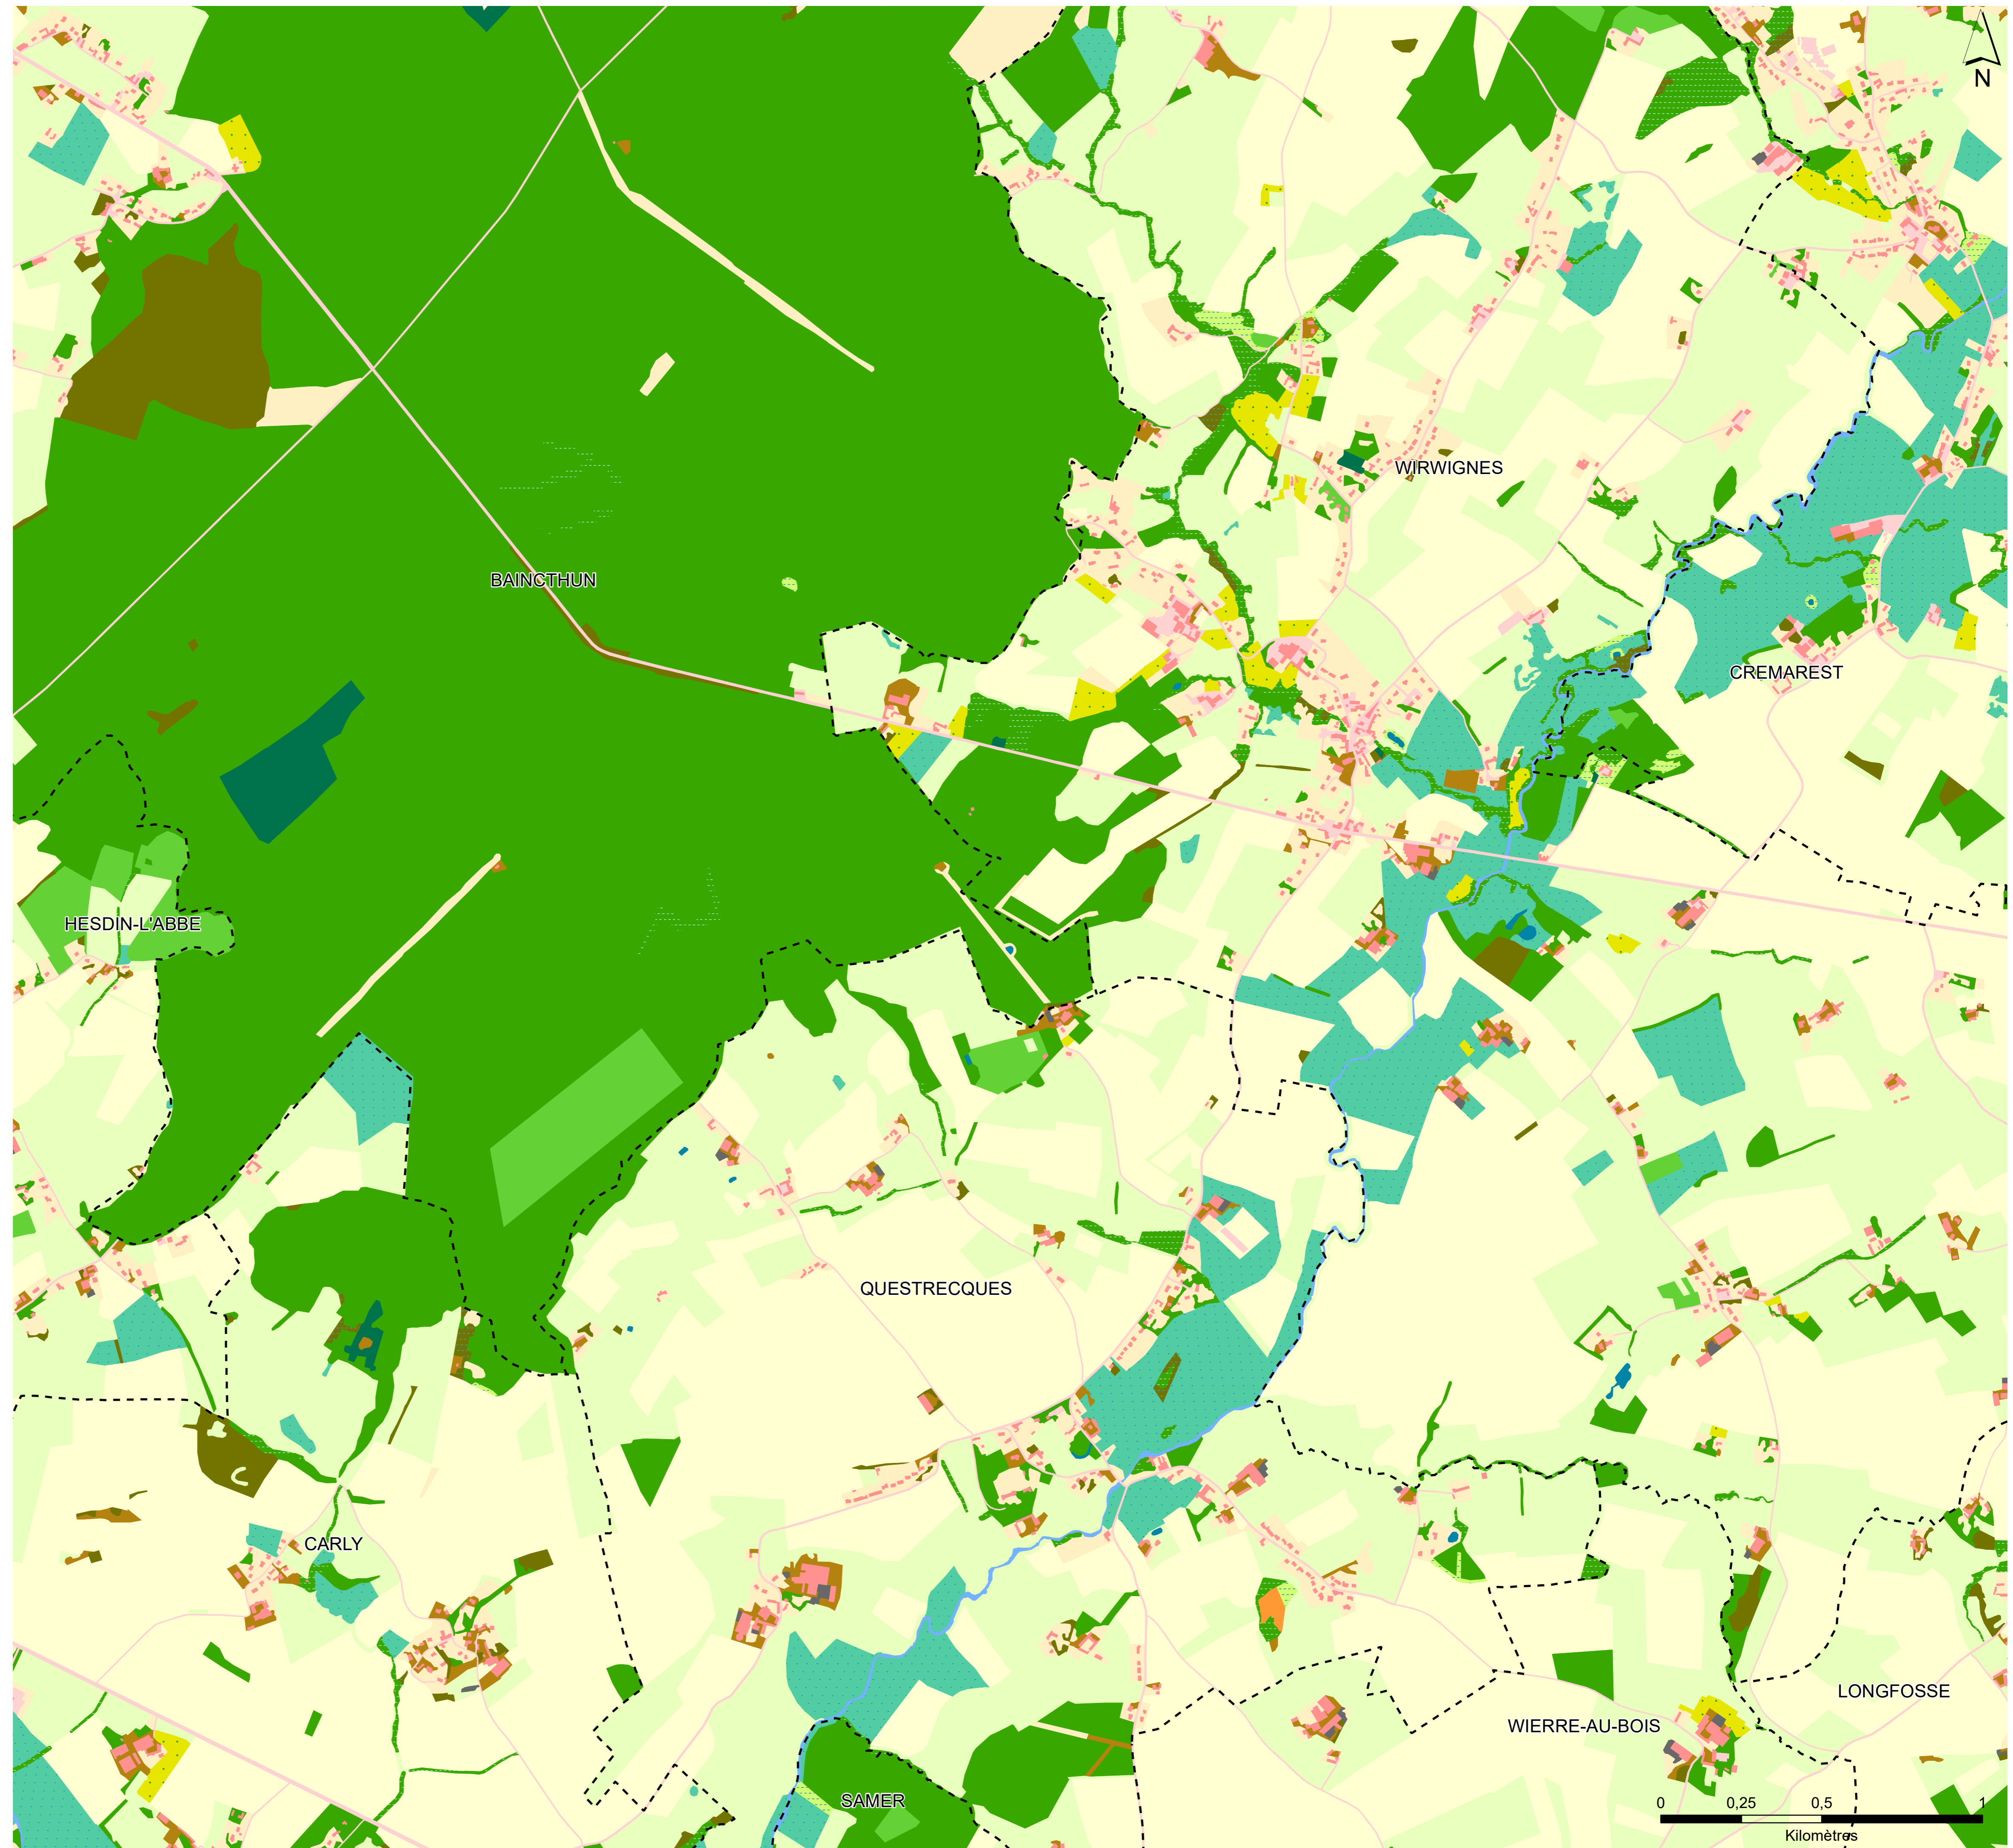 N
WIRWIGNES
BAINCTHUN
CREMAREST
HESDIN-L'ABBE
QUESTRECQUES
CARLY
LONGFOSSE
WIERRE-AU-BOIS
SAMER
0 0,25 0,5 1
Kilomètres